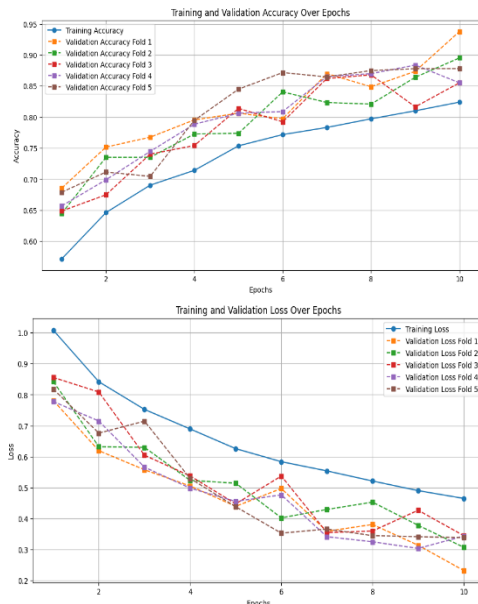 Training and Validation Accuracy Over Epochs
Training Accuracy
Validation Accuracy Fold 1
Validation Accuracy Fold 2
Validation Accuracy Fold 3
Validation Accuracy Fold 4
Validation Accuracy Fold 5
0.95
0.90
0.85
0.80
0.75
0.70
0.65
0.60
Accuracy
2
4
6
8
10
Epochs
Training and Validation Loss Over Epochs
Training Loss
Validation Loss Fold 1
Validation Loss Fold 2
Validation Loss Fold 3
Validation Loss Fold 4
Validation Loss Fold 5
1.0
0.9
0.8
0.7
0.6
0.5
0.4
0.3
0.2
Loss
2
4
6
8
10
Epochs